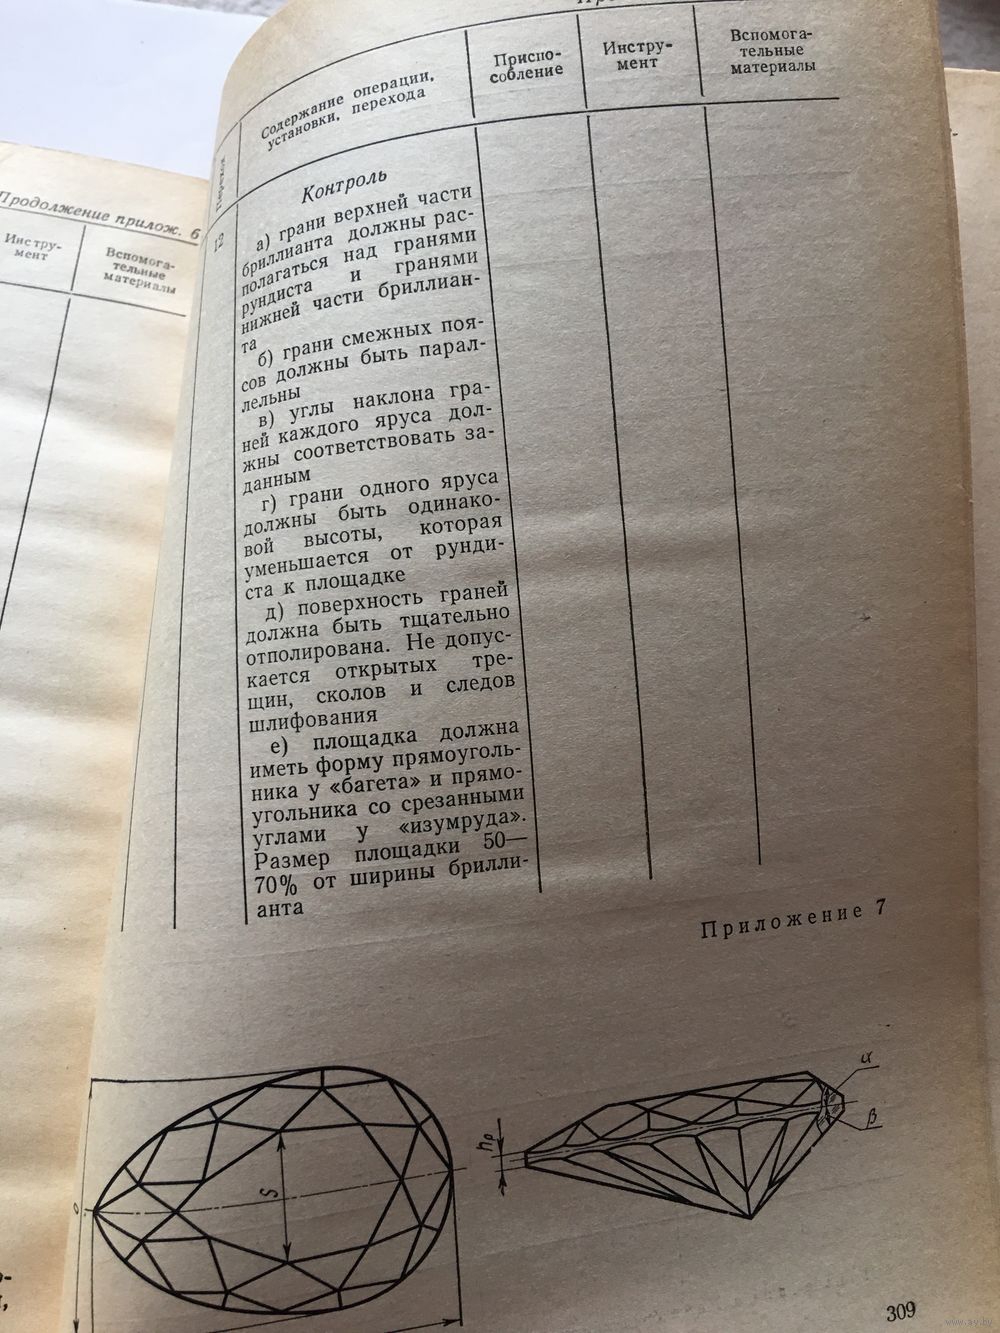 Продолжение прилож. 6
Инстру-
мент
Вспомога-
тельные
материалы
Переход
Содержание операции,
установки, перехода
Приспо-
собление
Инстру-
мент
Вспомога-
тельные
материалы
Контроль
а) грани верхней части
бриллианта должны рас-
полагаться над гранями
рундиста и гранями
нижней части бриллиан-
та
б) грани смежных поя-
сов должны быть парал-
лельны
в) углы наклона гра-
ней каждого яруса дол-
жны соответствовать за-
данным
г) грани одного яруса
должны быть одинако-
вой высоты, которая
уменьшается от рунди-
ста к площадке
д) поверхность граней
должна быть тщательно
отполирована. Не допус-
кается открытых тре-
щин, сколов и следов
шлифования
е) площадка должна
иметь форму прямоуголь-
ника у «багета» и прямо-
угольника со срезанными
углами у «изумруда».
Размер площадки 50—
70% от ширины брилли-
анта
Приложение 7
S
hр
α
β
309
www.ay.by